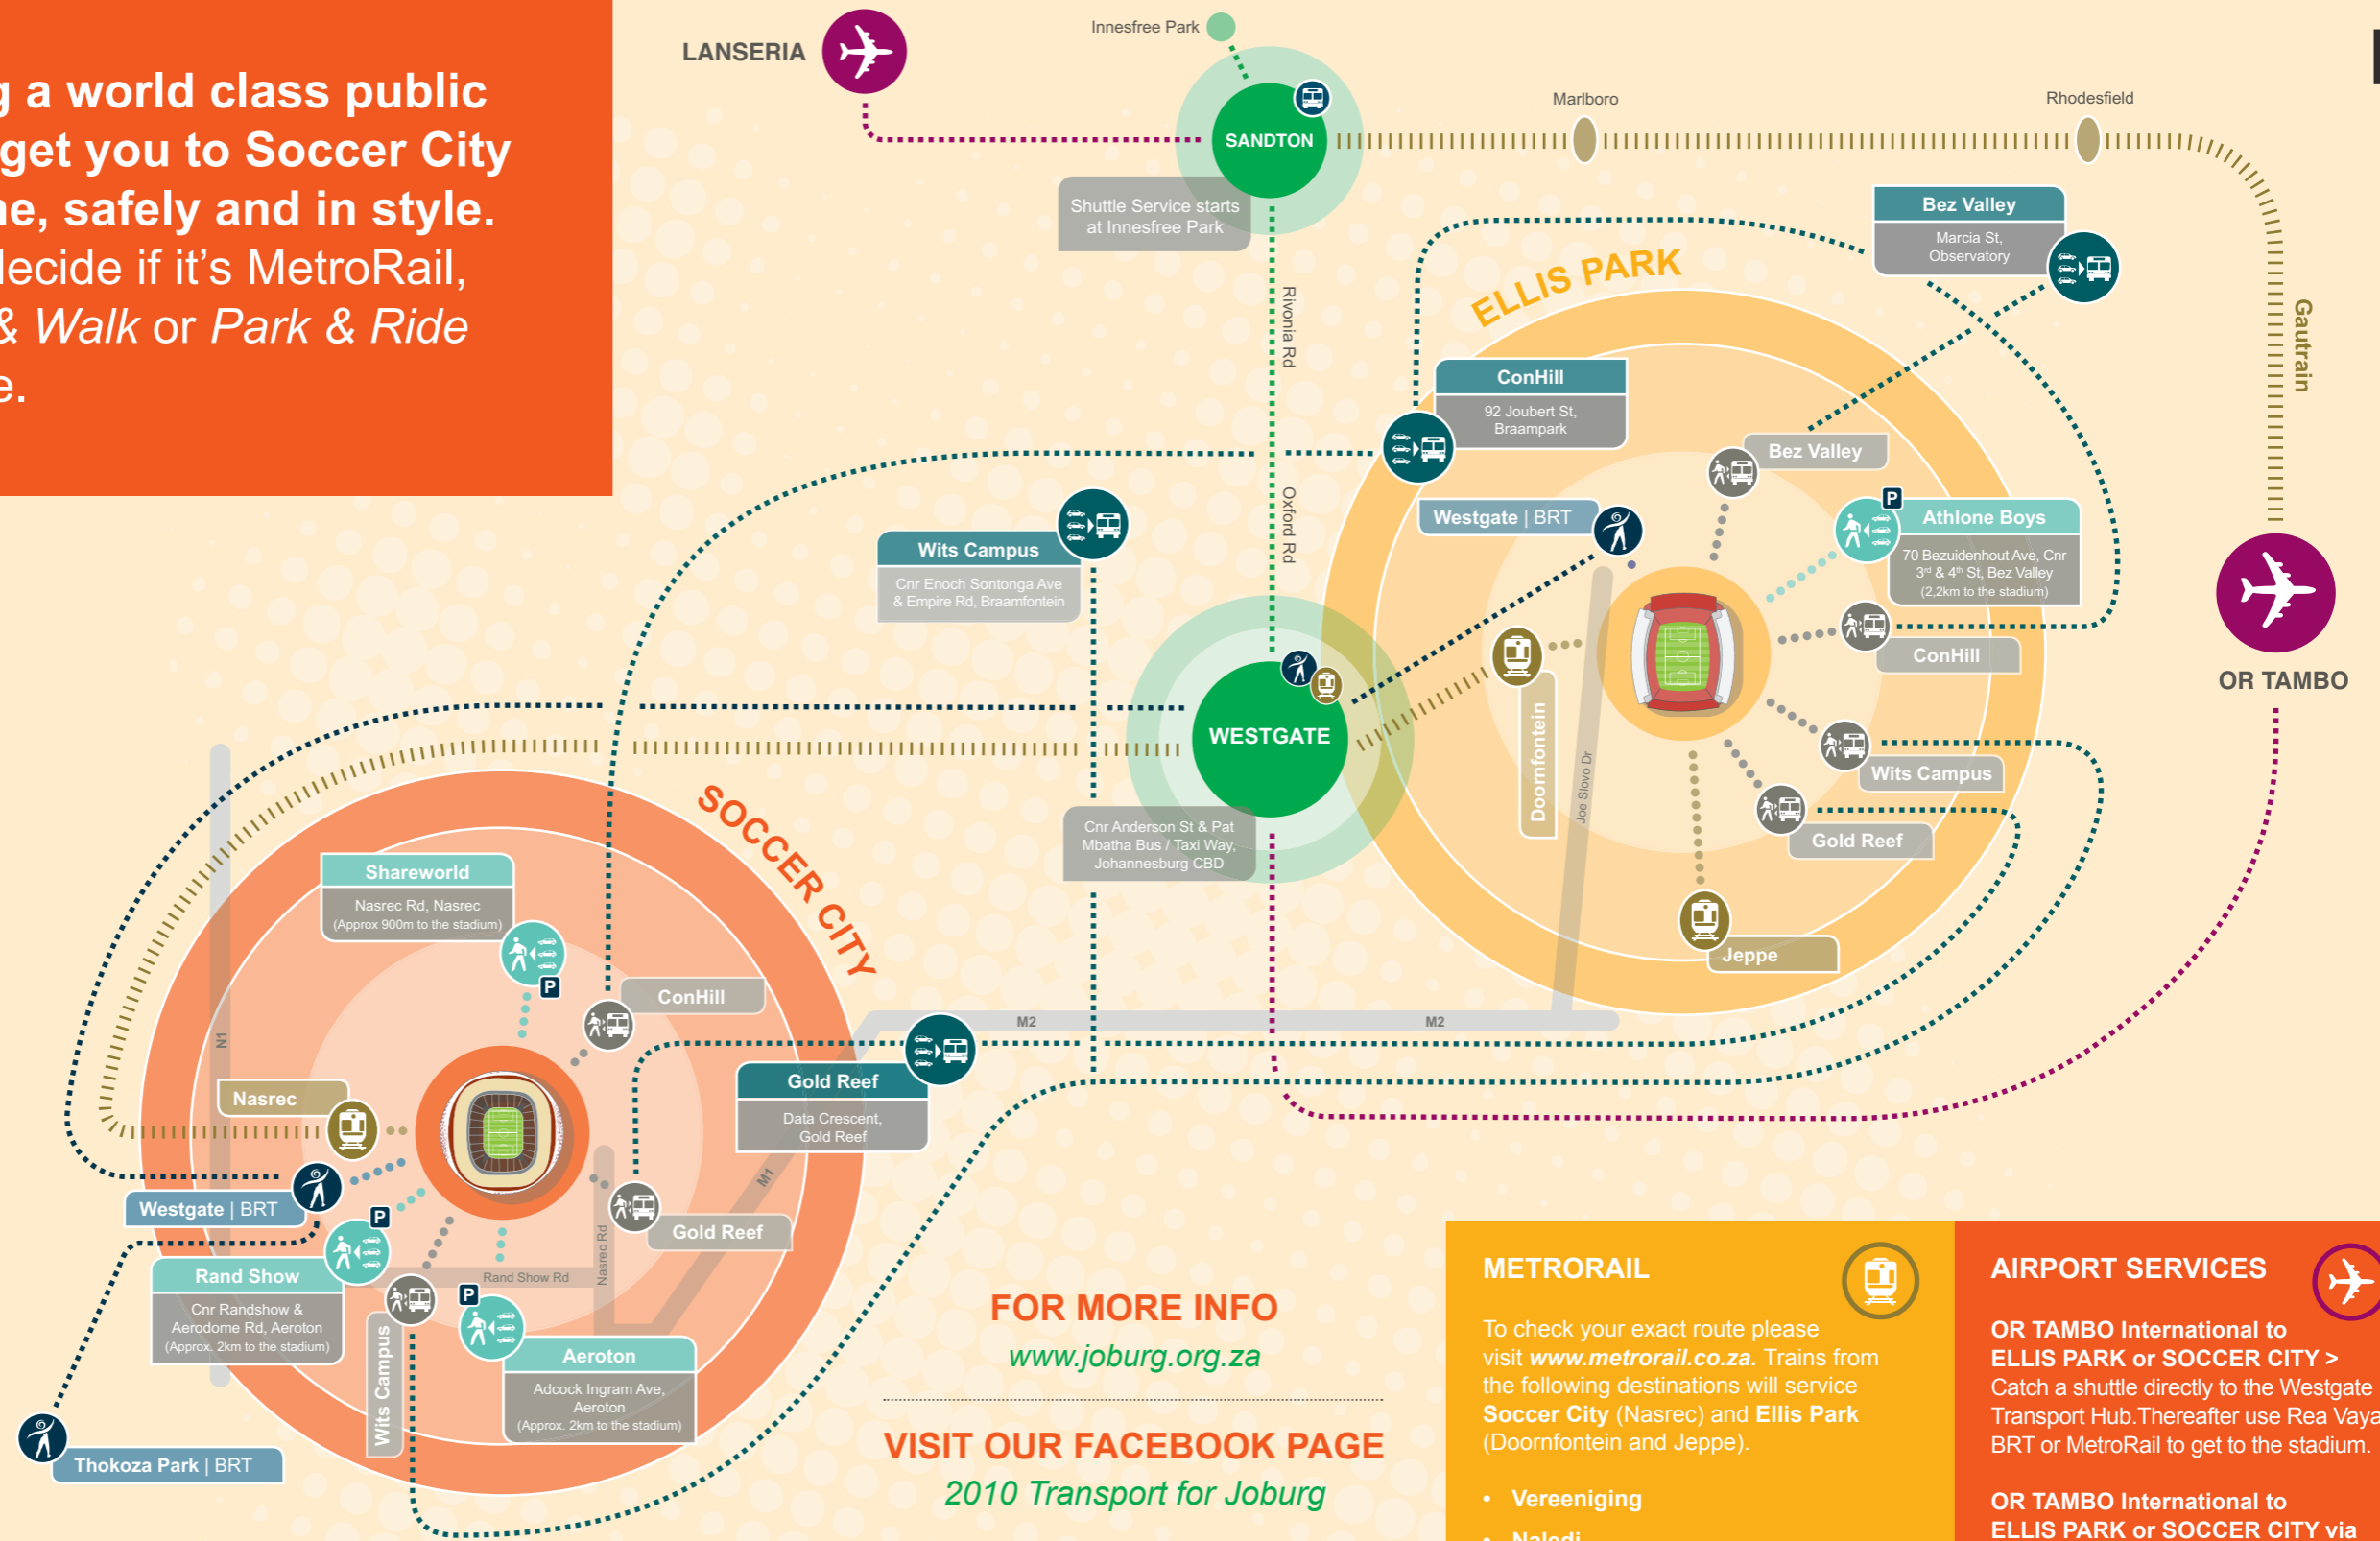 g a world class public
get you to Soccer City
ne, safely and in style.
decide if it's MetroRail,
& Walk or Park & Ride
e.
LANSERIA
Innesfree Park
SANDTON
Shuttle Service starts
at Innesfree Park
Marlboro
Rhodesfield
Gautrain
OR TAMBO
Rivonia Rd
Oxford Rd
ELLIS PARK
Bez Valley
Marcia St,
Observatory
ConHill
92 Joubert St,
Braampark
Bez Valley
Westgate | BRT
P
Athlone Boys
70 Bezuidenhout Ave, Cnr
3rd & 4th St, Bez Valley
(2,2km to the stadium)
ConHill
Wits Campus
Gold Reef
Jeppe
Doornfontein
Joe Slovo Dr
Wits Campus
Cnr Enoch Sontonga Ave
& Empire Rd, Braamfontein
WESTGATE
Cnr Anderson St & Pat
Mbatha Bus / Taxi Way,
Johannesburg CBD
M2
M2
SOCCER CITY
N1
Shareworld
Nasrec Rd, Nasrec
(Approx 900m to the stadium)
P
ConHill
Gold Reef
Data Crescent,
Gold Reef
M1
Nasrec
Westgate | BRT
P
Rand Show
Cnr Randshow &
Aerodome Rd, Aeroton
(Approx. 2km to the stadium)
Gold Reef
Nasrec Rd
Rand Show Rd
Wits Campus
P
Aeroton
Adcock Ingram Ave,
Aeroton
(Approx. 2km to the stadium)
Thokoza Park | BRT
FOR MORE INFO
www.joburg.org.za
VISIT OUR FACEBOOK PAGE
2010 Transport for Joburg
METRORAIL
To check your exact route please
visit www.metrorail.co.za. Trains from
the following destinations will service
Soccer City (Nasrec) and Ellis Park
(Doornfontein and Jeppe).
• Vereeniging
• Naledi
AIRPORT SERVICES
OR TAMBO International to
ELLIS PARK or SOCCER CITY >
Catch a shuttle directly to the Westgate
Transport Hub.Thereafter use Rea Vaya
BRT or MetroRail to get to the stadium.
OR TAMBO International to
ELLIS PARK or SOCCER CITY via